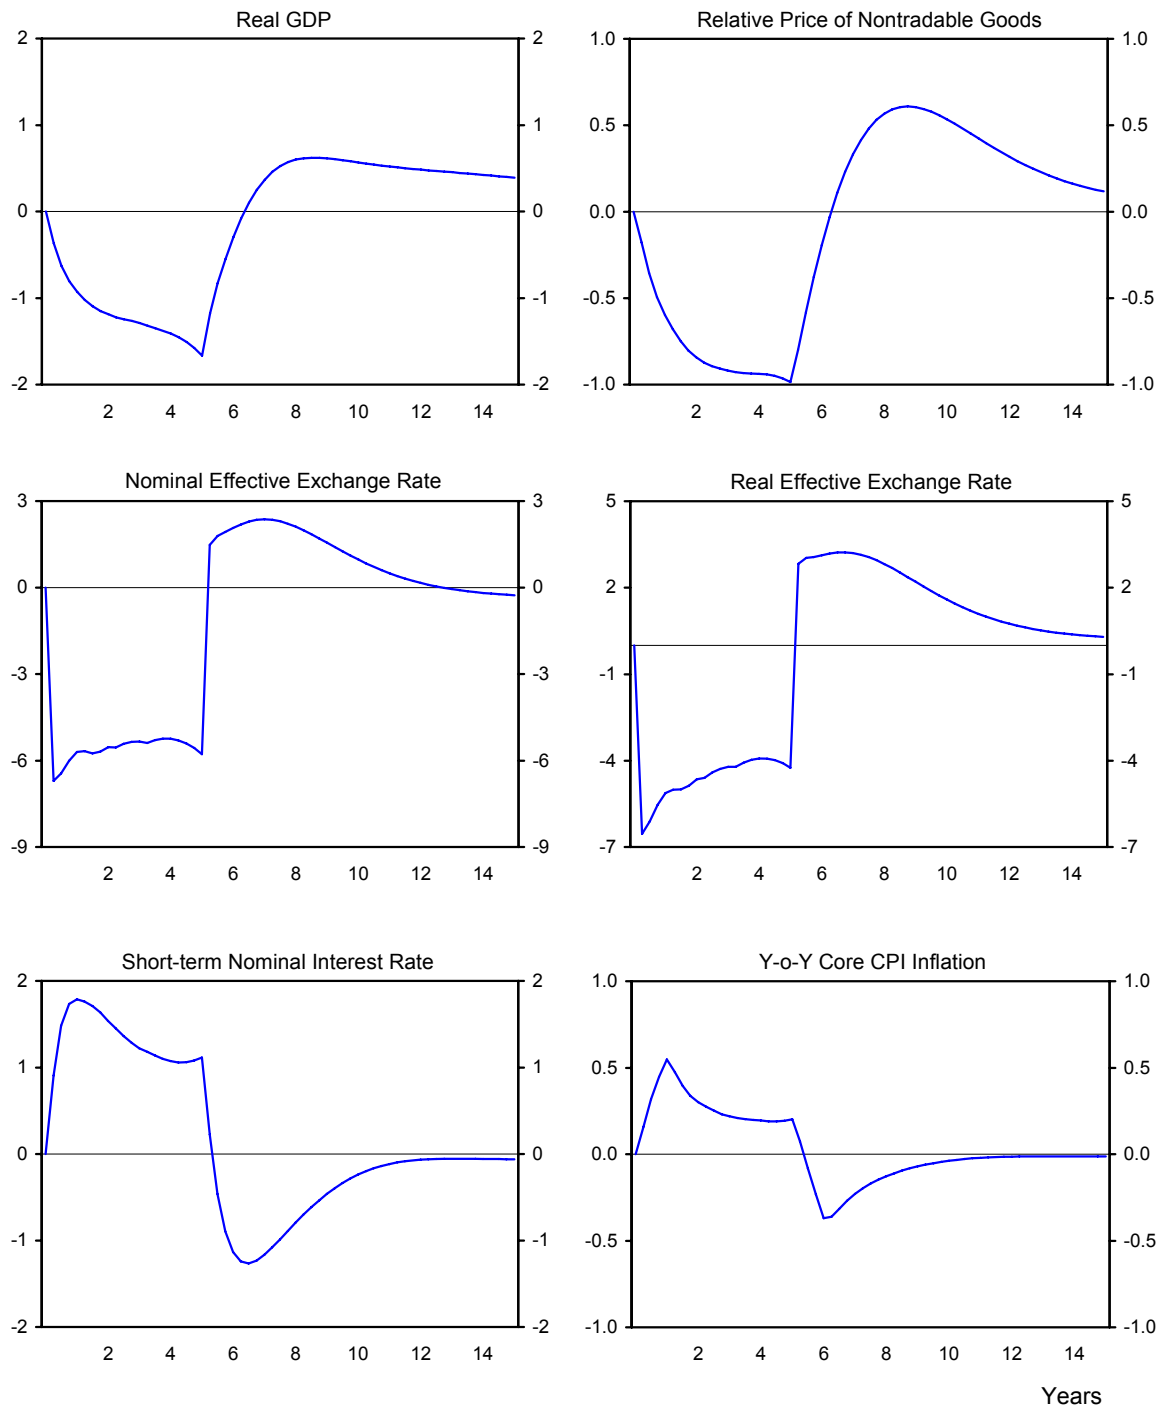 Real GDP
Relative Price of Nontradable Goods
2 2 1.0 1.0
1 1 0.5 0.5
0 0 0.0 0.0
-1 -1 -0.5 -0.5
-2 -2 -1.0 -1.0
2 4 6 8 10 12 14
2 4 6 8 10 12 14
Nominal Effective Exchange Rate
Real Effective Exchange Rate
3 3 5 5
0 0 2 2
-3 -3 -1 -1
-6 -6 -4 -4
-9 -9 -7 -7
2 4 6 8 10 12 14
2 4 6 8 10 12 14
Short-term Nominal Interest Rate
Y-o-Y Core CPI Inflation
2 2 1.0 1.0
1 1 0.5 0.5
0 0 0.0 0.0
-1 -1 -0.5 -0.5
-2 -2 -1.0 -1.0
2 4 6 8 10 12 14
2 4 6 8 10 12 14
Years